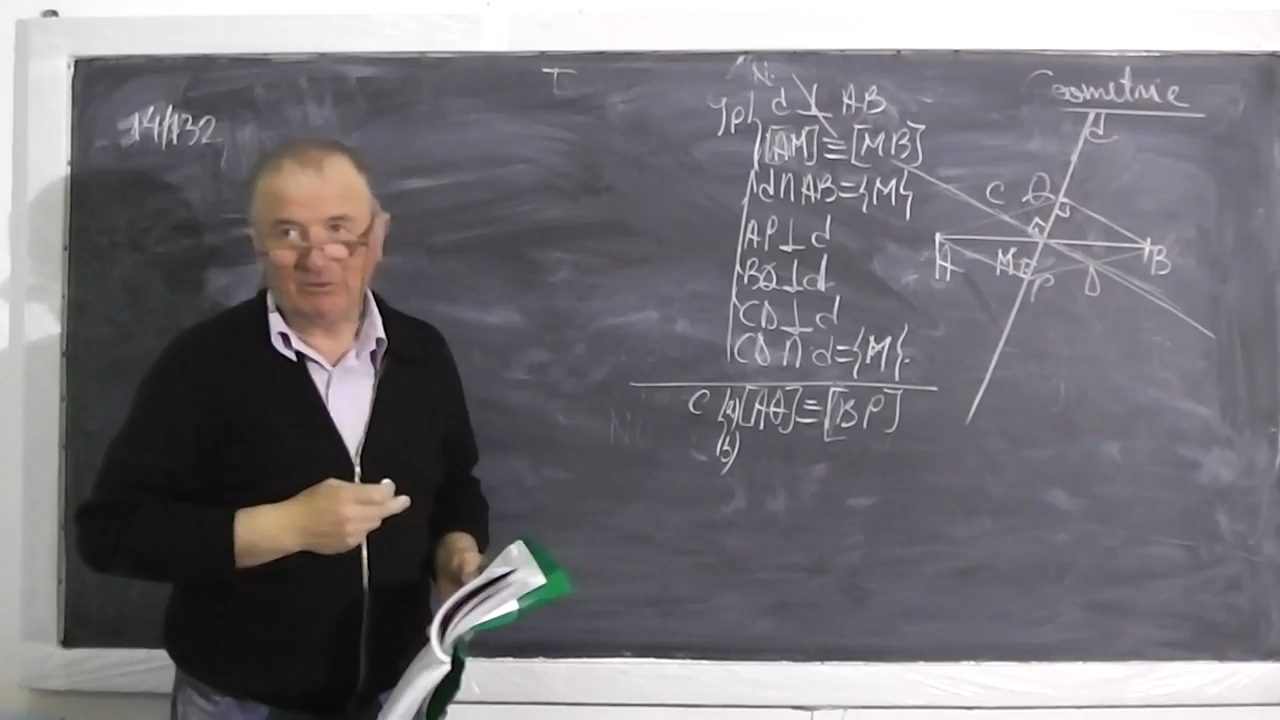 14/132
Geometrie
Ip
d ⊥̸ AB
[AM] ≡ [MB]
d ∩ AB = {M}
AP ⊥ d
BQ ⊥ d
CD ⊥ d
CD ∩ d = {M}
C a) [AQ] ≡ [BP]
b)
d
C Q
A M B
P D